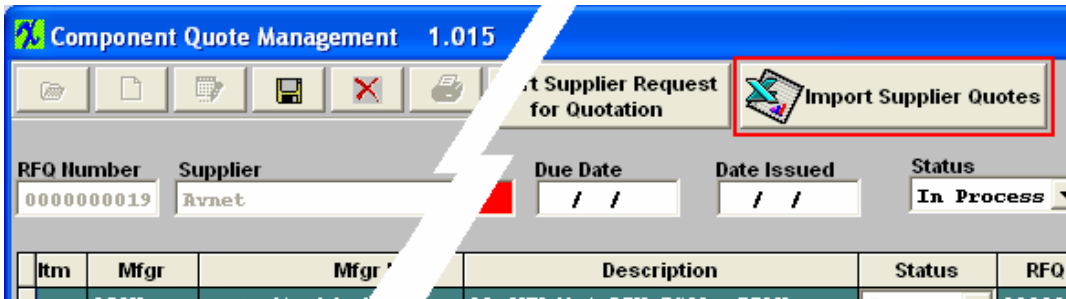 Component Quote Management 1.015
Supplier Request
for Quotation
Import Supplier Quotes
RFQ Number Supplier Due Date Date Issued Status
0000000019 Avnet / / / / In Process
Itm Mfgr Mfgr Description Status RFQ